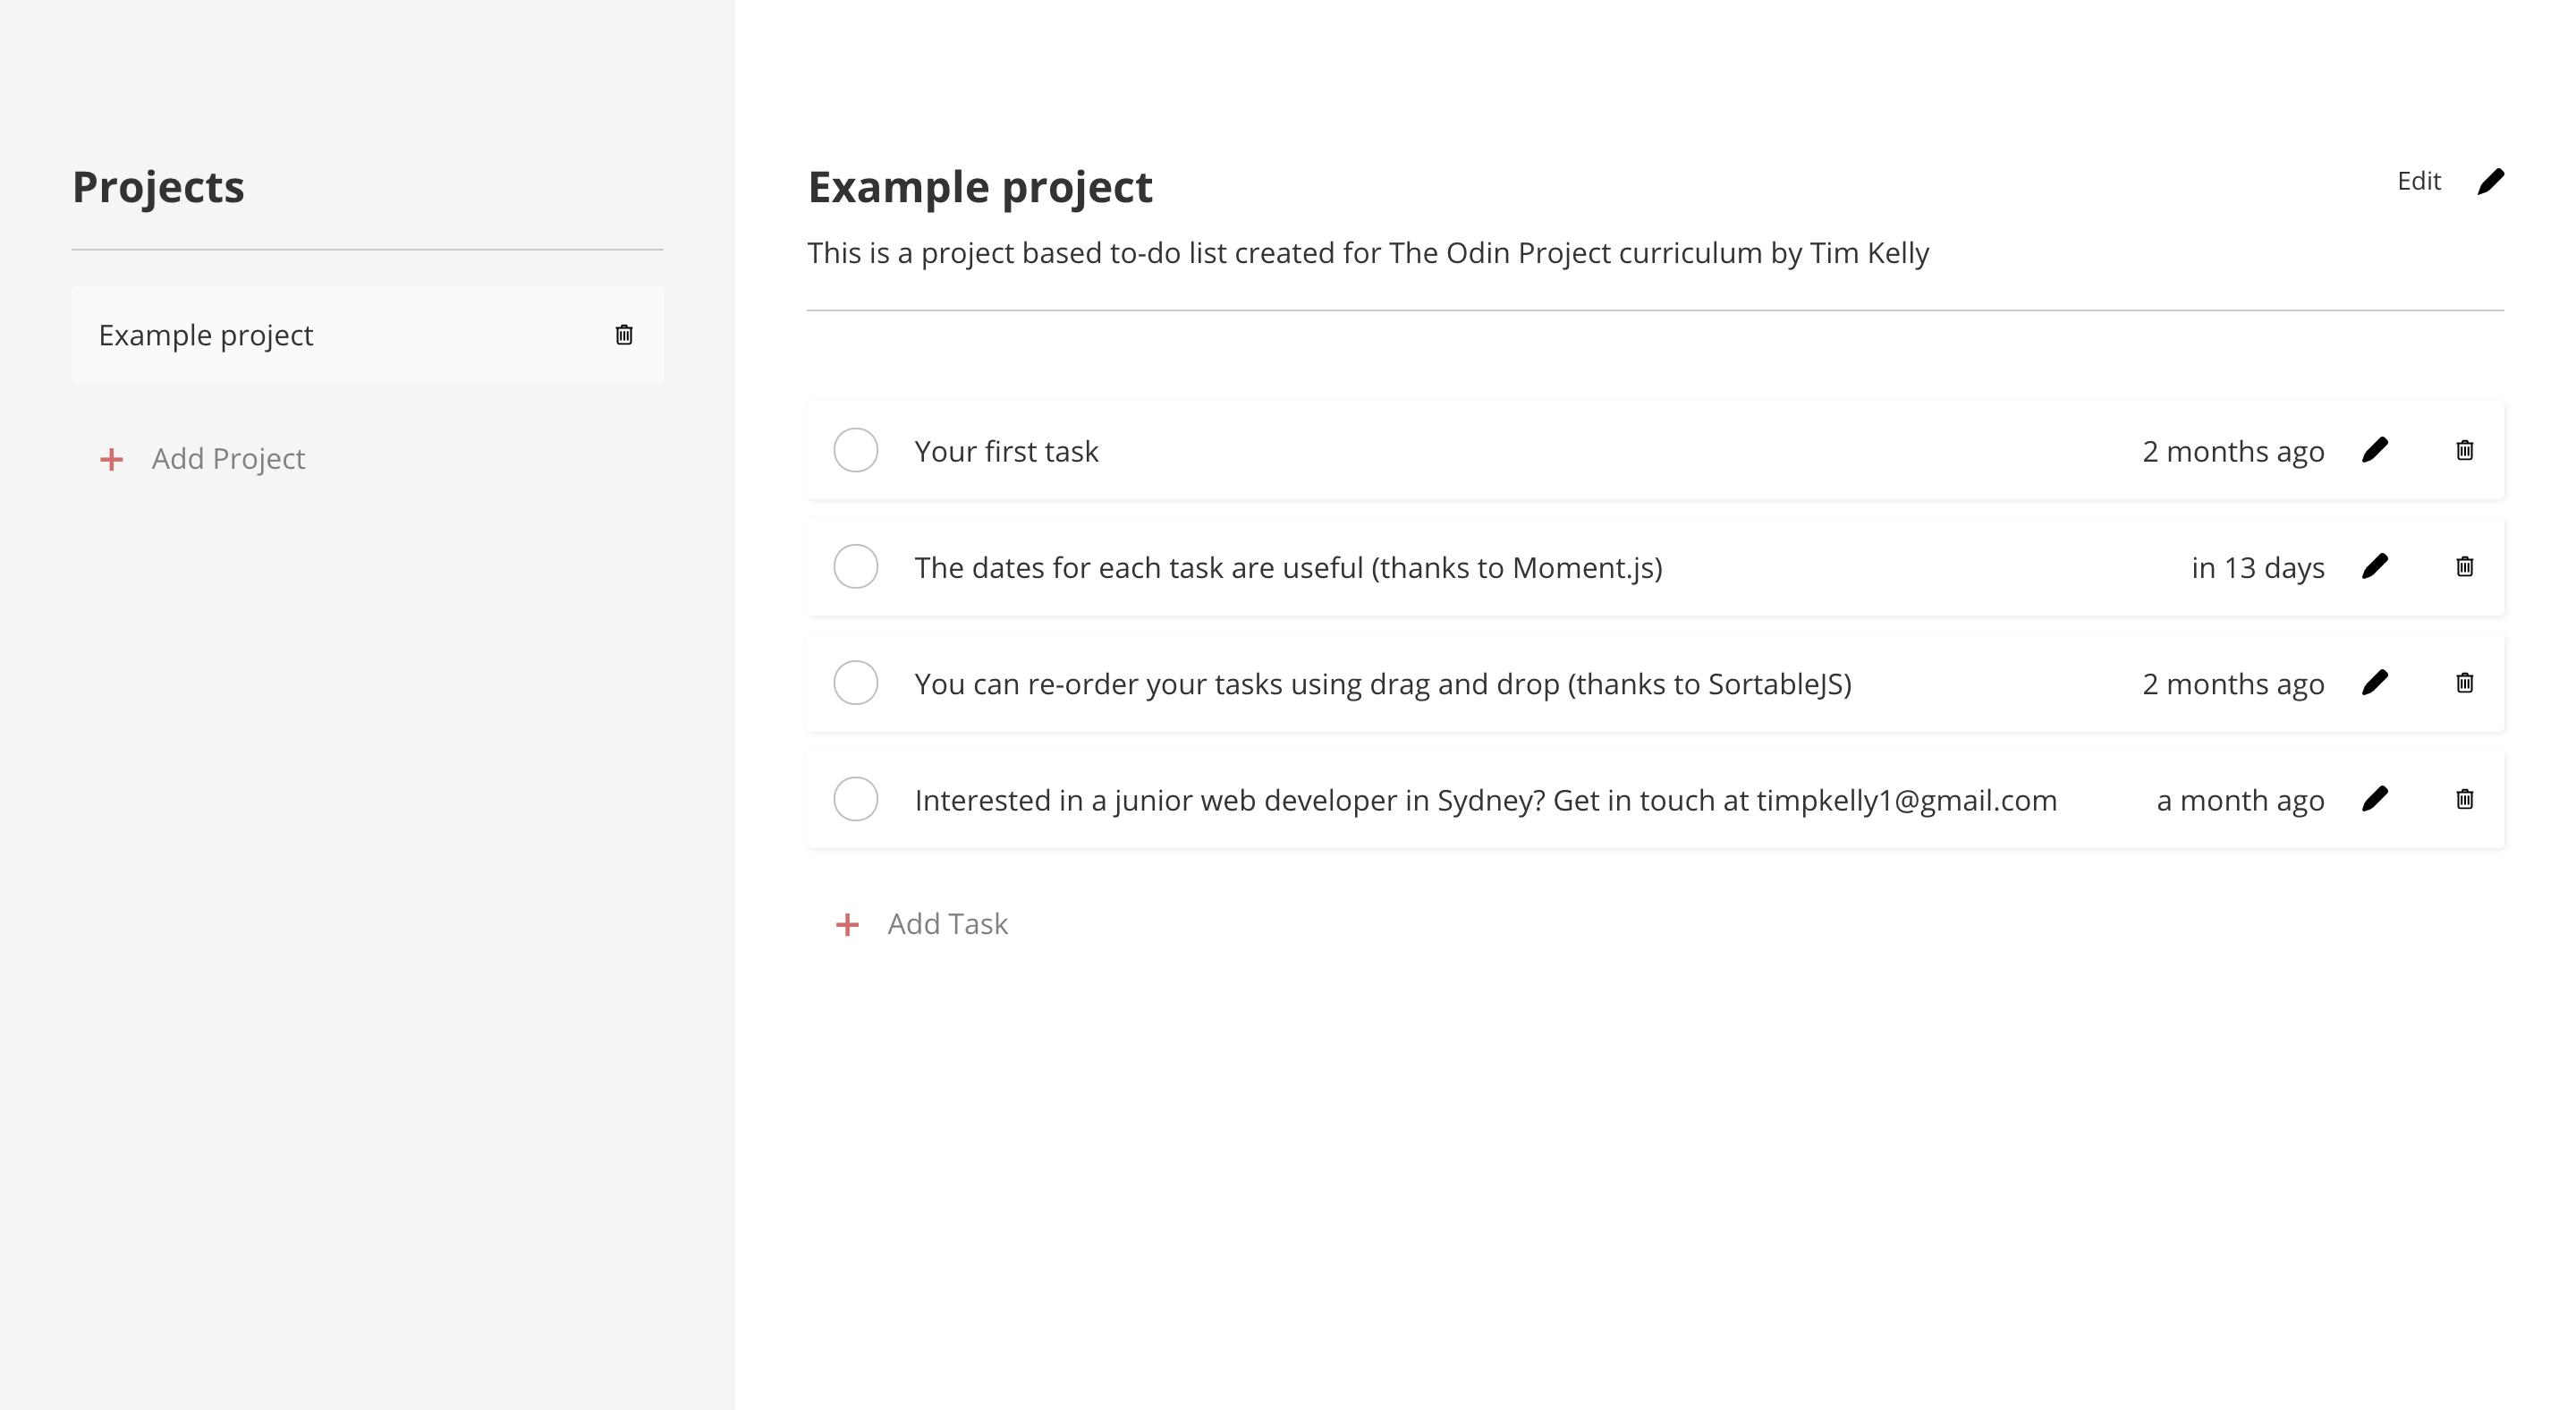 Projects
Example project
Add Project
Example project
Edit
This is a project based to-do list created for The Odin Project curriculum by Tim Kelly
Your first task
2 months ago
The dates for each task are useful (thanks to Moment.js)
in 13 days
You can re-order your tasks using drag and drop (thanks to SortableJS)
2 months ago
Interested in a junior web developer in Sydney? Get in touch at timpkelly1@gmail.com
a month ago
Add Task